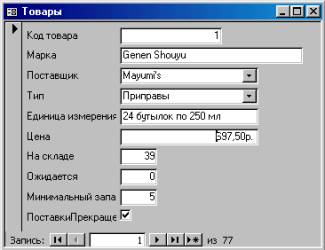 Товары
Код товара 1
Марка Genen Shouyu
Поставщик Mayumi's
Тип Приправы
Единица измерения 24 бутылок по 250 мл
Цена 697,50р.
На складе 39
Ожидается 0
Минимальный запа 5
ПоставкиПрекраще
Запись: 1 из 77